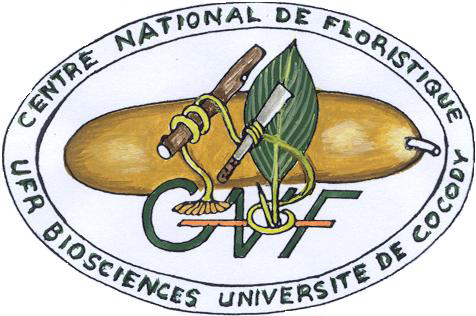 CENTRE NATIONAL DE FLORISTIQUE
CNF
UFR BIOSCIENCES UNIVERSITE DE COCODY